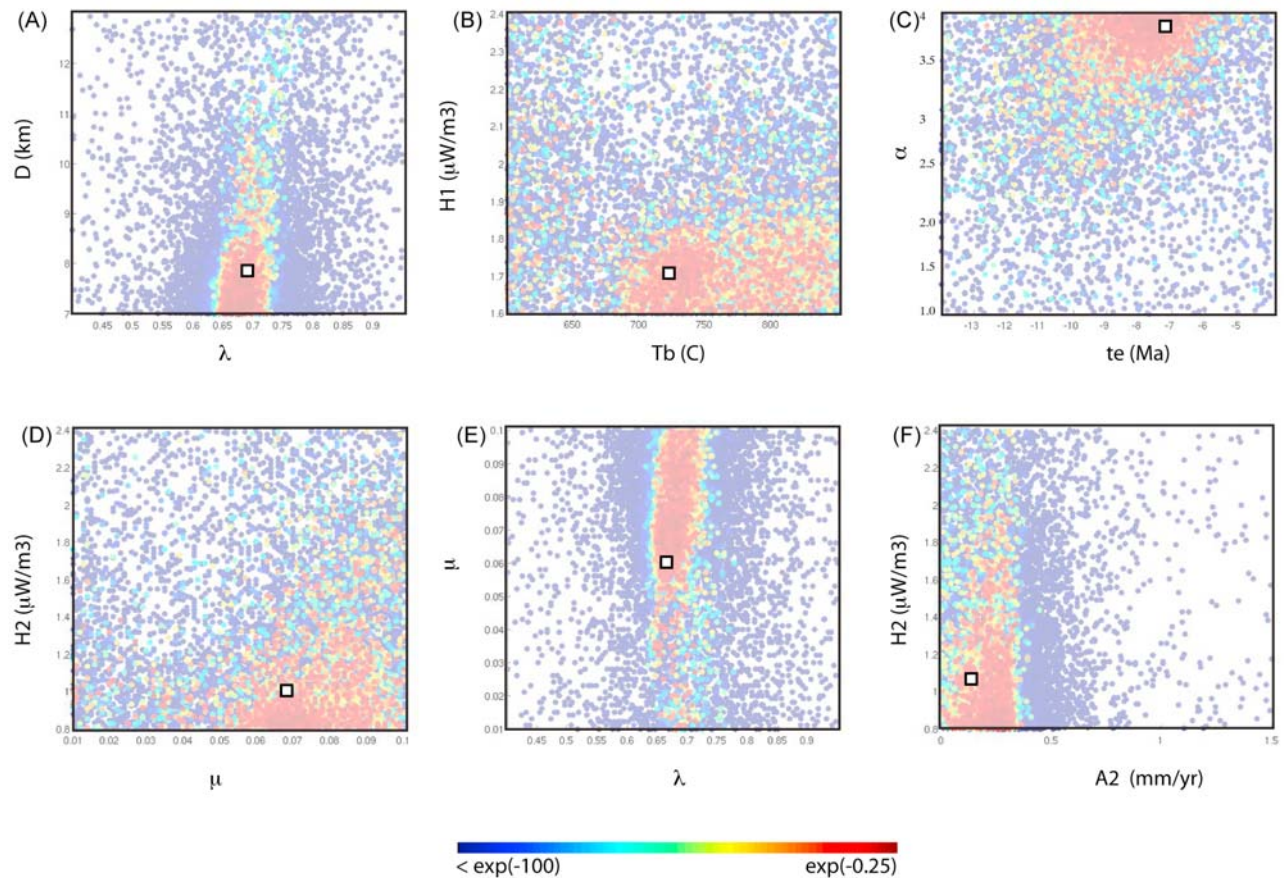 (A)
D (km)
12
11
10
9
8
7
0.45 0.5 0.55 0.6 0.65 0.7 0.75 0.8 0.85 0.9
λ
(B)
H1 (μW/m3)
2.4
2.3
2.2
2.1
2
1.9
1.8
1.7
1.6
650 700 750 800
Tb (C)
(C)
α
4
3.5
3
2.5
2.0
1.5
1.0
-13 -12 -11 -10 -9 -8 -7 -6 -5
te (Ma)
(D)
H2 (μW/m3)
2.4
2.2
2
1.8
1.6
1.4
1.2
1
0.8
0.01 0.02 0.03 0.04 0.05 0.06 0.07 0.08 0.09 0.1
μ
(E)
μ
0.1
0.09
0.08
0.07
0.06
0.05
0.04
0.03
0.02
0.01
0.45 0.5 0.55 0.6 0.65 0.7 0.75 0.8 0.85 0.9
λ
(F)
H2 (μW/m3)
2.4
2.2
2
1.8
1.6
1.4
1.2
1
0.8
0 0.5 1 1.5
A2 (mm/yr)
< exp(-100) exp(-0.25)